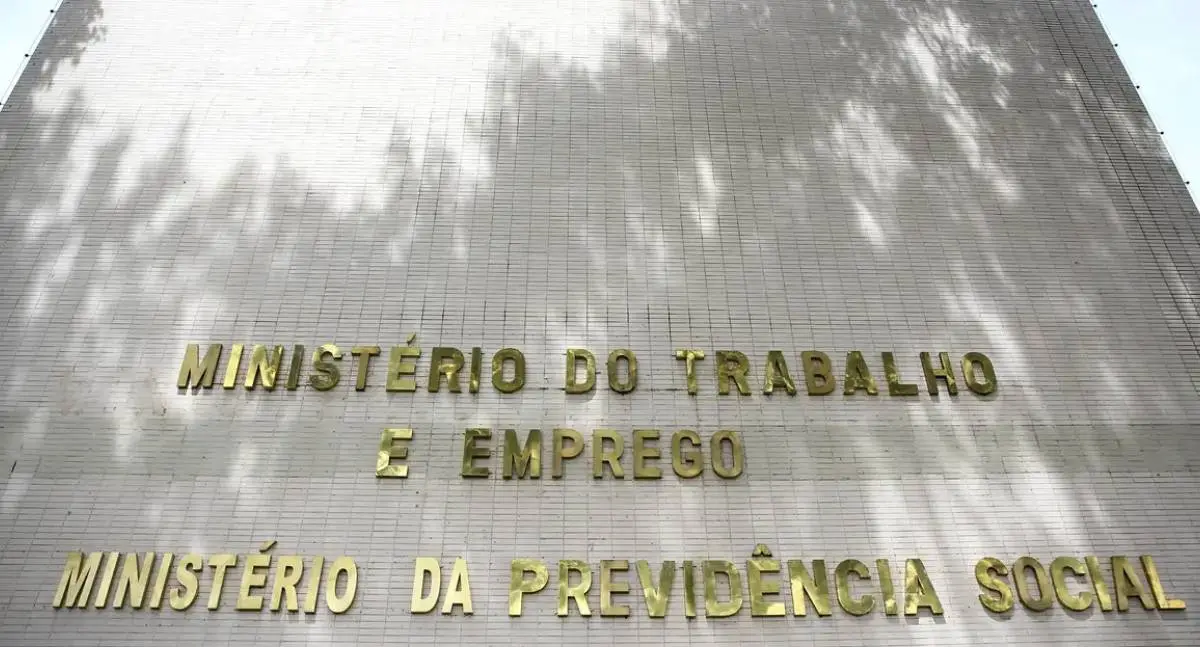 MINISTÉRIO DO TRABALHO
E EMPREGO
MINISTÉRIO DA PREVIDÊNCIA SOCIAL